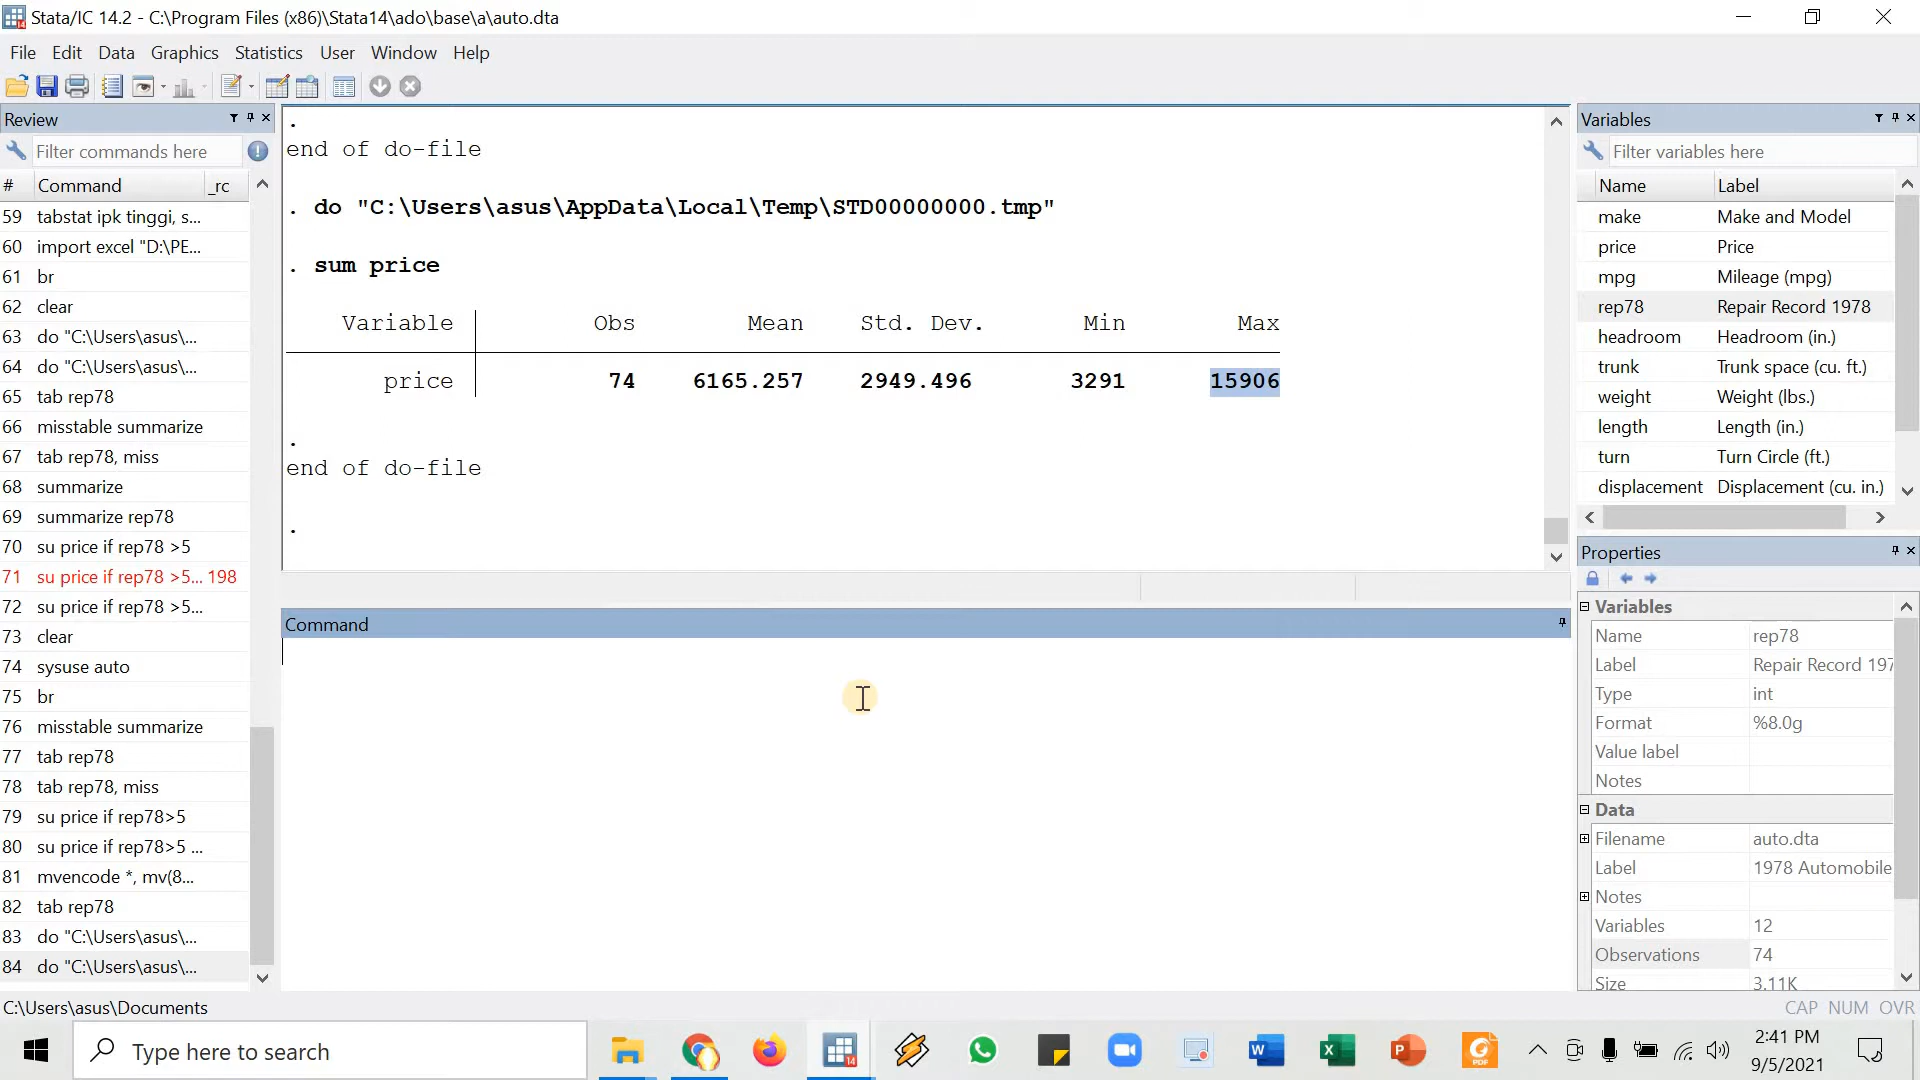 Stata/IC 14.2 - C:\Program Files (x86)\Stata14\ado\base\a\auto.dta
File Edit Data Graphics Statistics User Window Help
Review
Filter commands here
# Command _rc
59 tabstat ipk tinggi, s...
60 import excel "D:\PE...
61 br
62 clear
63 do "C:\Users\asus\...
64 do "C:\Users\asus\...
65 tab rep78
66 misstable summarize
67 tab rep78, miss
68 summarize
69 summarize rep78
70 su price if rep78 >5
71 su price if rep78 >5... 198
72 su price if rep78 >5...
73 clear
74 sysuse auto
75 br
76 misstable summarize
77 tab rep78
78 tab rep78, miss
79 su price if rep78>5
80 su price if rep78>5 ...
81 mvencode *, mv(8...
82 tab rep78
83 do "C:\Users\asus\...
84 do "C:\Users\asus\...
.
end of do-file
. do "C:\Users\asus\AppData\Local\Temp\STD00000000.tmp"
. sum price
Variable Obs Mean Std. Dev. Min Max
price 74 6165.257 2949.496 3291 15906
.
end of do-file
.
Command
Variables
Filter variables here
Name Label
make Make and Model
price Price
mpg Mileage (mpg)
rep78 Repair Record 1978
headroom Headroom (in.)
trunk Trunk space (cu. ft.)
weight Weight (lbs.)
length Length (in.)
turn Turn Circle (ft.)
displacement Displacement (cu. in.)
Properties
Variables
Name rep78
Label Repair Record 197
Type int
Format %8.0g
Value label
Notes
Data
Filename auto.dta
Label 1978 Automobile
Notes
Variables 12
Observations 74
Size 3.11K
C:\Users\asus\Documents
CAP NUM OVR
Type here to search
14
PDF
2:41 PM
9/5/2021